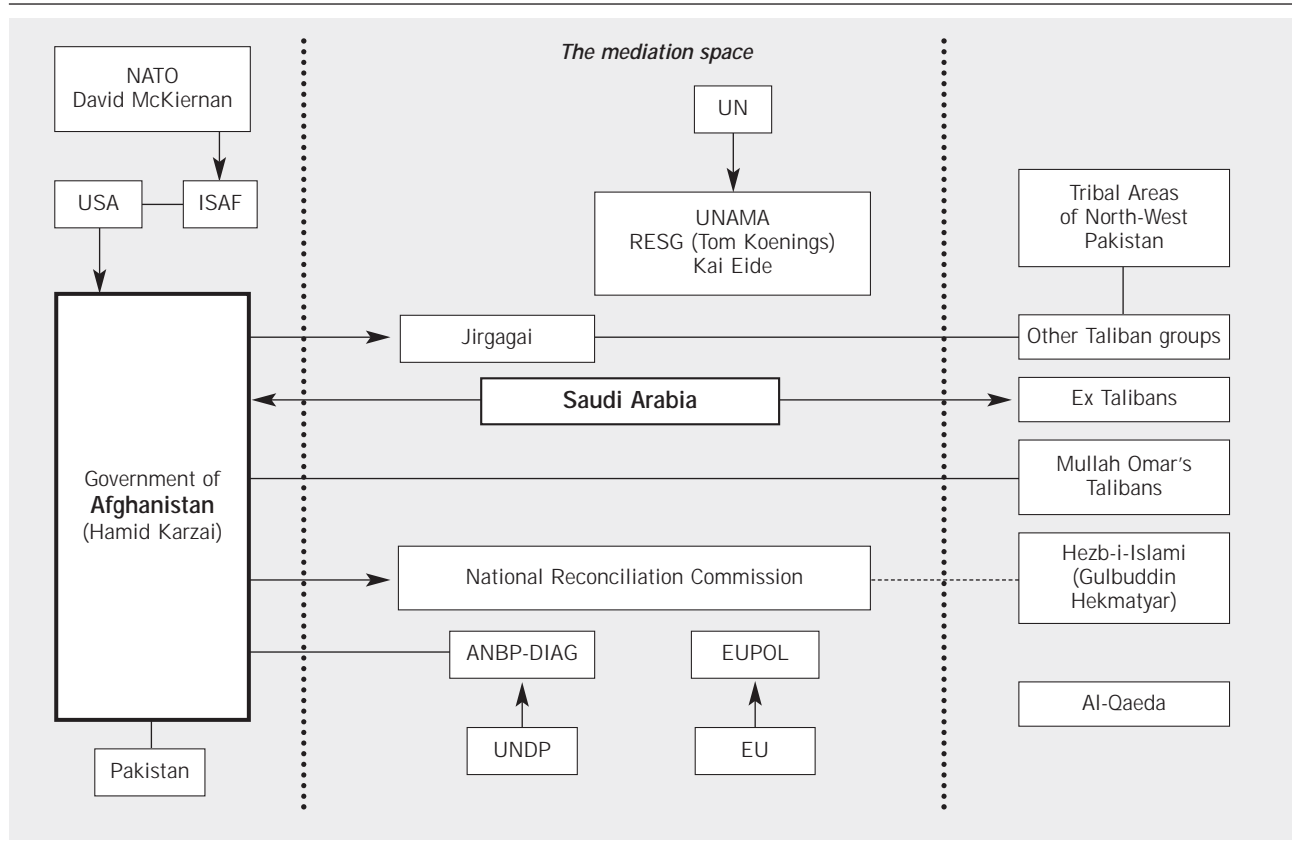 The mediation space
NATO
David McKiernan
UN
USA
ISAF
UNAMA
RESG (Tom Koenings)
Kai Eide
Tribal Areas
of North-West
Pakistan
Jirgagai
Other Taliban groups
Saudi Arabia
Ex Talibans
Government of
Afghanistan
(Hamid Karzai)
Mullah Omar's
Talibans
National Reconciliation Commission
Hezb-i-Islami
(Gulbuddin
Hekmatyar)
ANBP-DIAG
EUPOL
Al-Qaeda
Pakistan
UNDP
EU